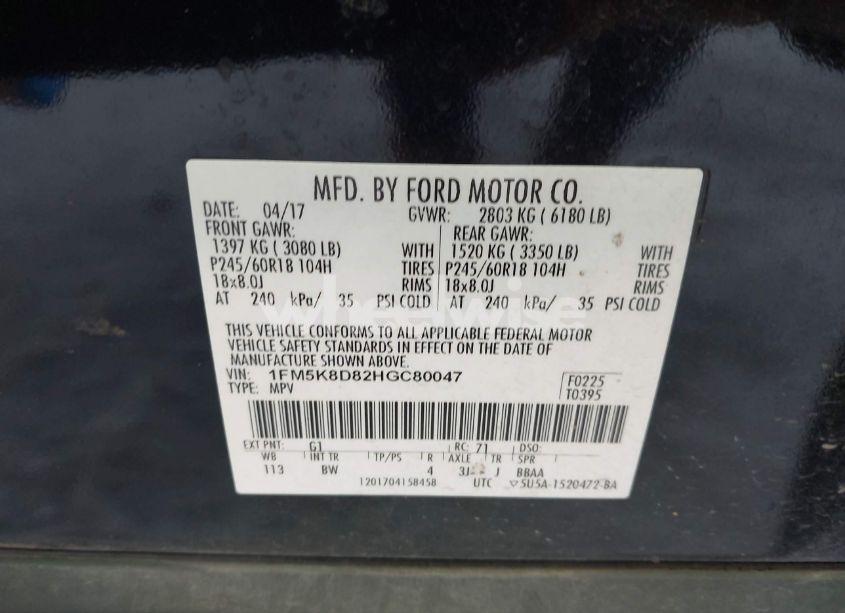 MFD. BY FORD MOTOR CO.
DATE: 04/17 GVWR: 2803 KG ( 6180 LB)
FRONT GAWR: REAR GAWR:
1397 KG ( 3080 LB) WITH 1520 KG ( 3350 LB) WITH
P245/60R18 104H TIRES P245/60R18 104H TIRES
18x8.0J RIMS 18x8.0J RIMS
AT 240 kPa/ 35 PSI COLD AT 240 kPa/ 35 PSI COLD
wheelwise
THIS VEHICLE CONFORMS TO ALL APPLICABLE FEDERAL MOTOR
VEHICLE SAFETY STANDARDS IN EFFECT ON THE DATE OF
MANUFACTURE SHOWN ABOVE.
VIN: 1FM5K8D82HGC80047 F0225
TYPE: MPV T0395
EXT PNT: G1 RC: 71 DSO:
WB INT TR TP/PS R AXLE TR SPR
113 BW 4 J BBAA
1201704158458 UTC ▽5U5A-1520472-BA